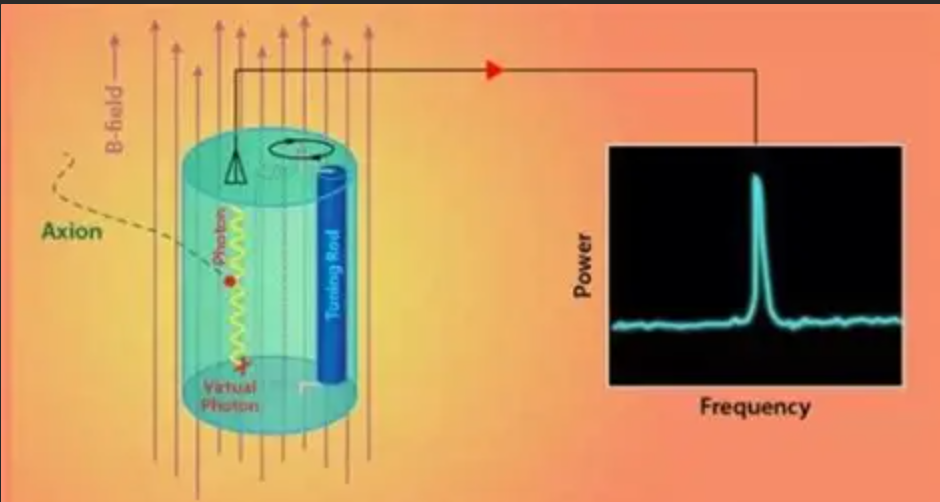 B-field
Axion
Photon
Tuning Rod
Virtual
Photon
Power
Frequency